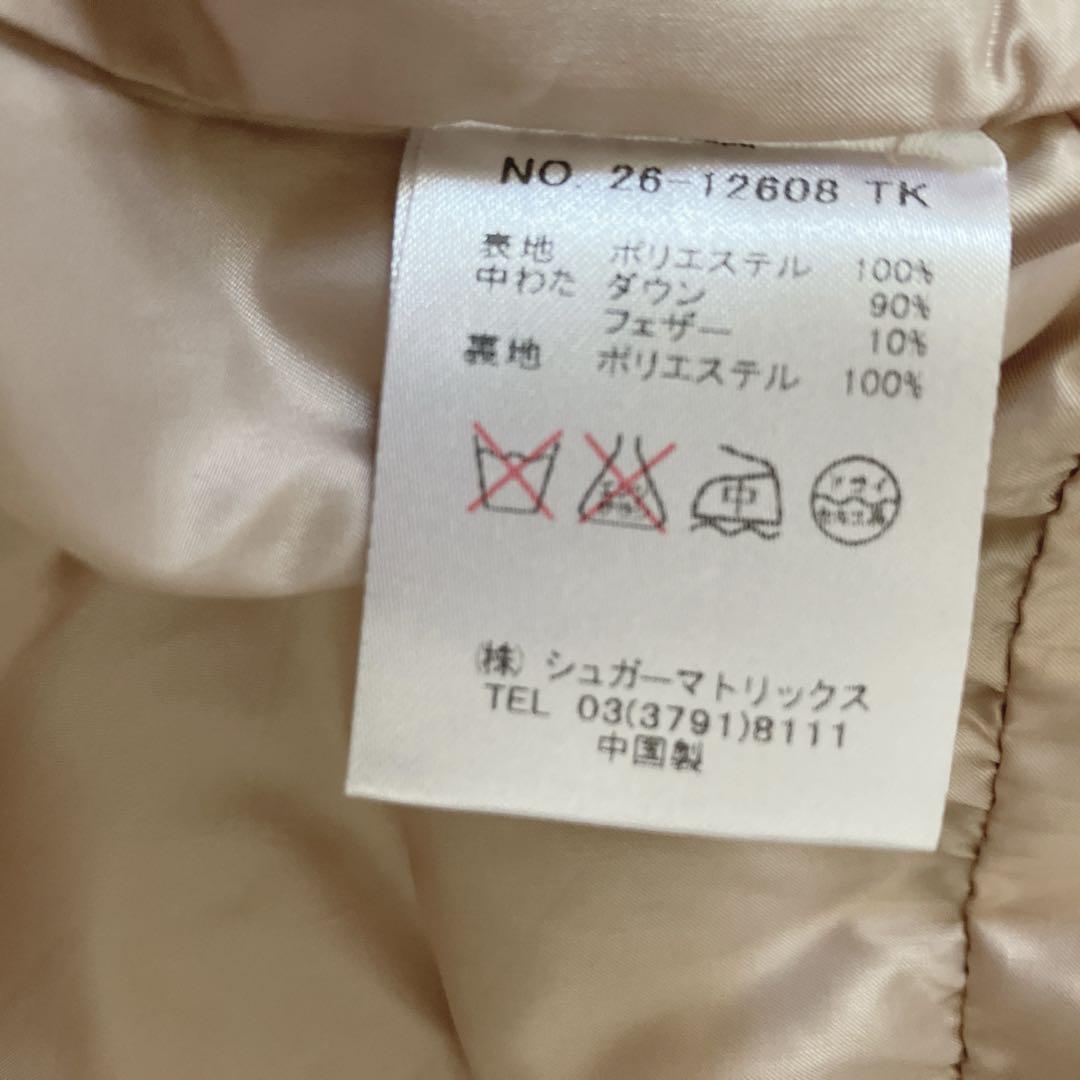 NO. 26-12608 TK
表地 ポリエステル 100%
中わた ダウン 90%
フェザー 10%
裏地 ポリエステル 100%
中
㈱ シュガーマトリックス
TEL 03(3791)8111
中国製